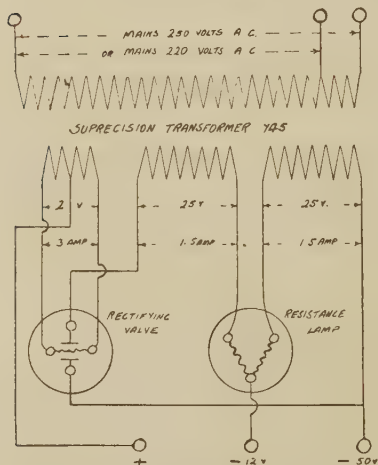 MAINS 250 VOLTS A C.
OR MAINS 220 VOLTS A C
SUPRECISION TRANSFORMER Y45
2 V
25 V.
25 V.
3 AMP
1.5 AMP
1.5 AMP
RECTIFYING VALVE
RESISTANCE LAMP
+
- 12 V
- 50 V